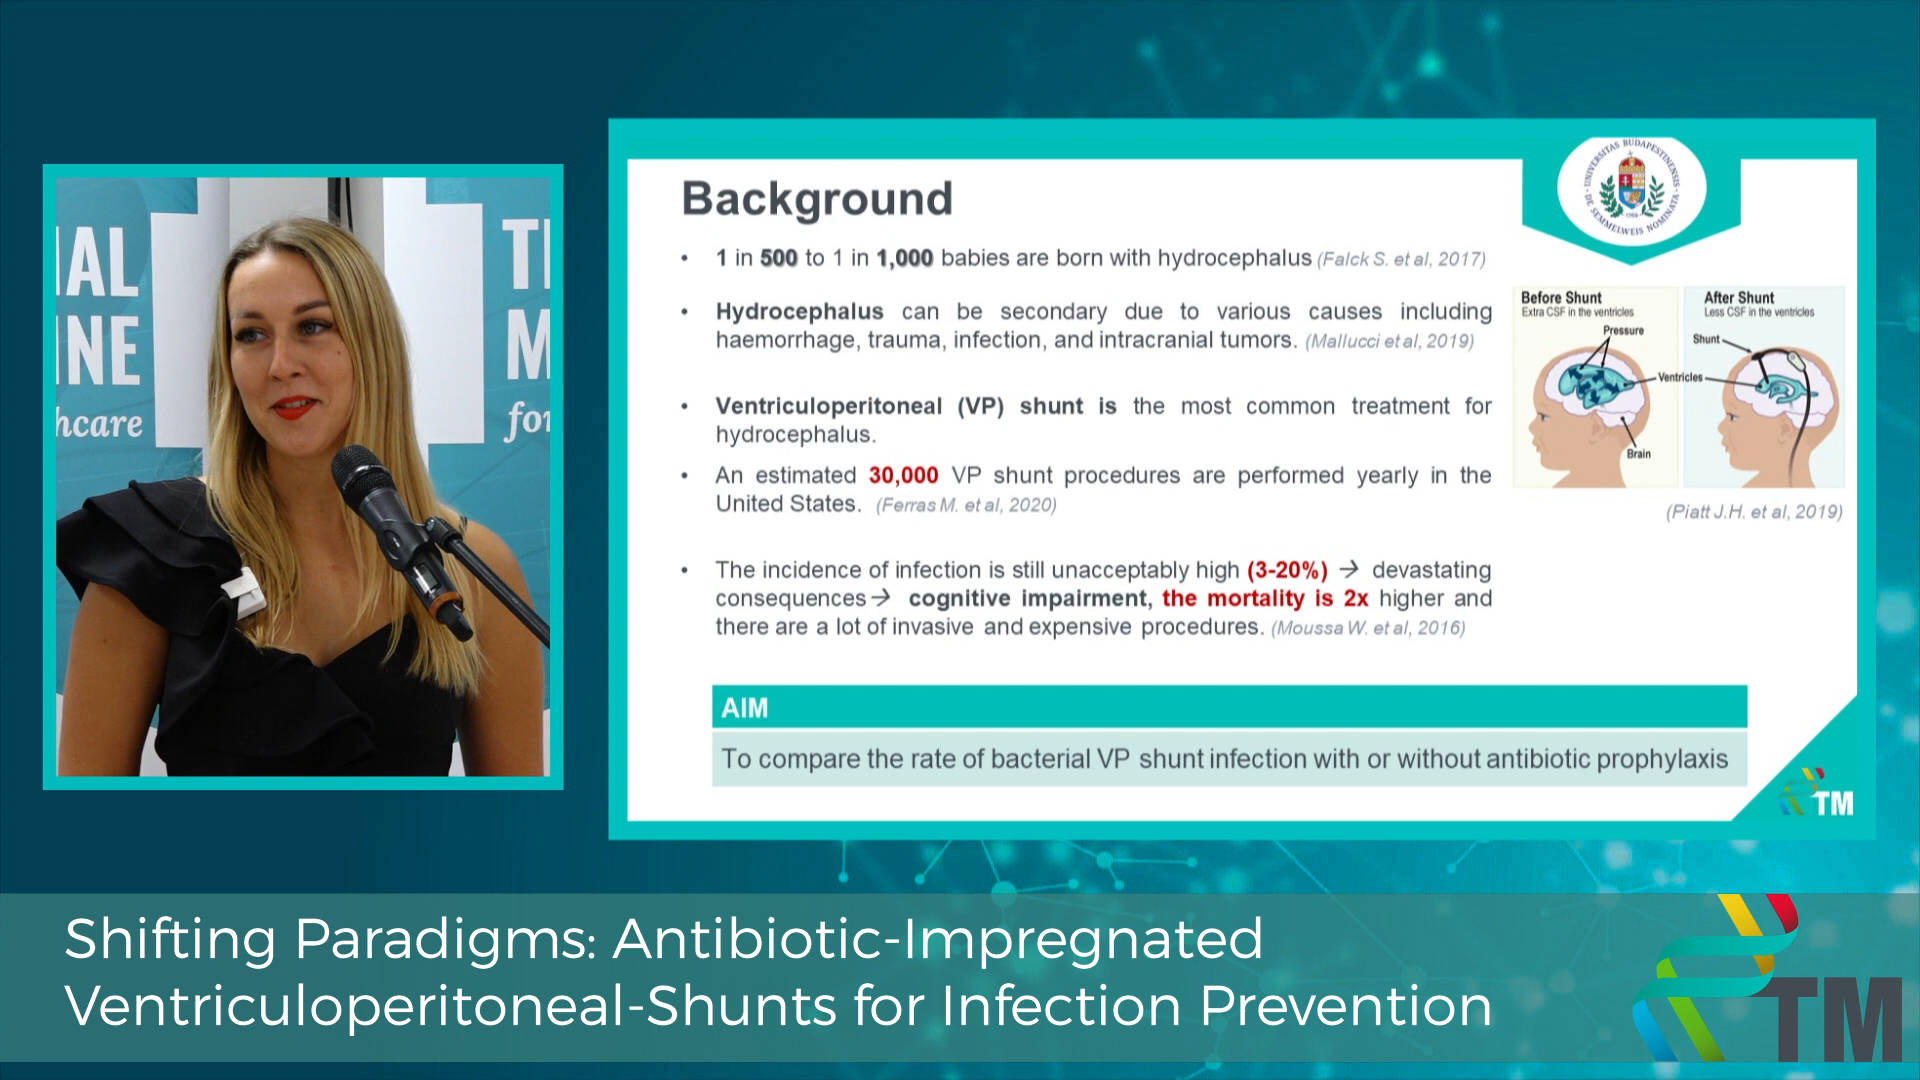 IAL
INE
hcare
TI
M
for
Background
UNIVERSITAS BUDAPESTINENSIS DE SEMMELWEIS NOMINATA
• 1 in 500 to 1 in 1,000 babies are born with hydrocephalus (Falck S. et al, 2017)
• Hydrocephalus can be secondary due to various causes including
haemorrhage, trauma, infection, and intracranial tumors. (Mallucci et al, 2019)
• Ventriculoperitoneal (VP) shunt is the most common treatment for
hydrocephalus.
• An estimated 30,000 VP shunt procedures are performed yearly in the
United States. (Ferras M. et al, 2020)
• The incidence of infection is still unacceptably high (3-20%) → devastating
consequences → cognitive impairment, the mortality is 2x higher and
there are a lot of invasive and expensive procedures. (Moussa W. et al, 2016)
Before Shunt
Extra CSF in the ventricles
Pressure
Brain
After Shunt
Less CSF in the ventricles
Shunt
Ventricles
(Piatt J.H. et al, 2019)
AIM
To compare the rate of bacterial VP shunt infection with or without antibiotic prophylaxis
TM
Shifting Paradigms: Antibiotic-Impregnated
Ventriculoperitoneal-Shunts for Infection Prevention
TM